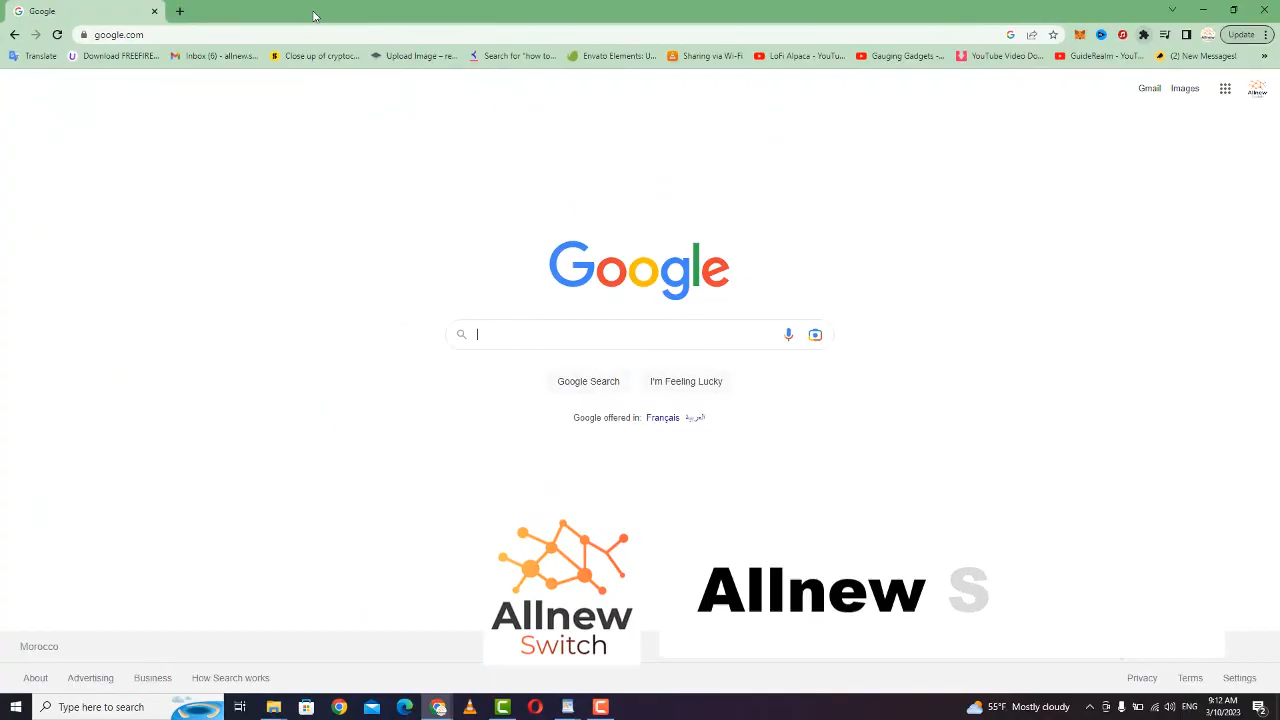 Google
google.com
Update
Translate
Download FREEFIRE.
Inbox (6) - allnews...
Close up of cryptoc...
Upload Image – re...
Search for "how to...
Envato Elements: U...
Sharing via Wi-Fi
LoFi Alpaca - YouTu...
Gauging Gadgets -...
YouTube Video Do...
GuideRealm - YouT...
(2) New Messages!
»
Gmail
Images
Allnew
Google
Google Search
I'm Feeling Lucky
Google offered in: Français العربية
Allnew
Switch
Allnew S
Morocco
About
Advertising
Business
How Search works
Privacy
Terms
Settings
Type here to search
55°F Mostly cloudy
ENG
9:12 AM
3/10/2023